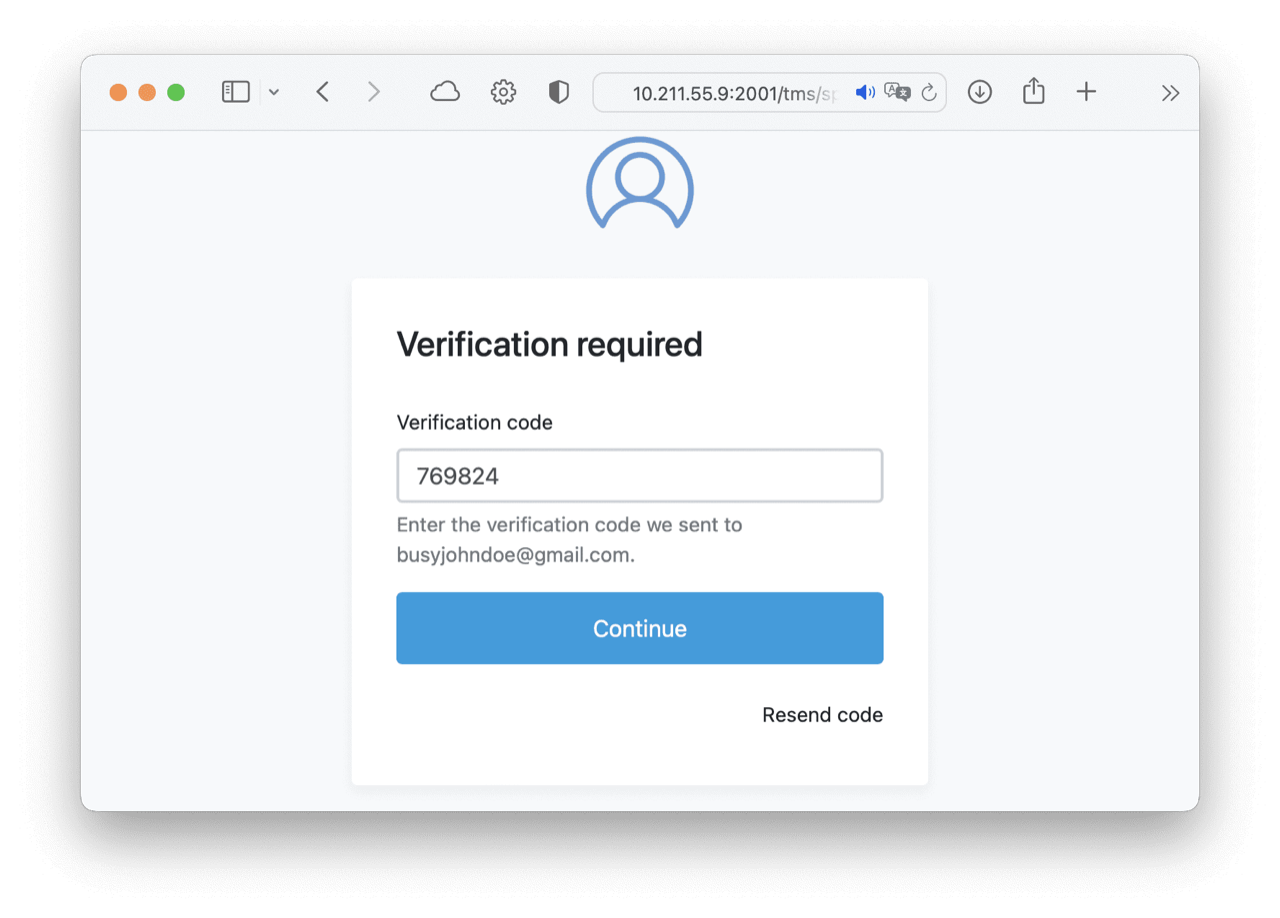 10.211.55.9:2001/tms/sp
Verification required
Verification code
769824
Enter the verification code we sent to
busyjohndoe@gmail.com.
Continue
Resend code